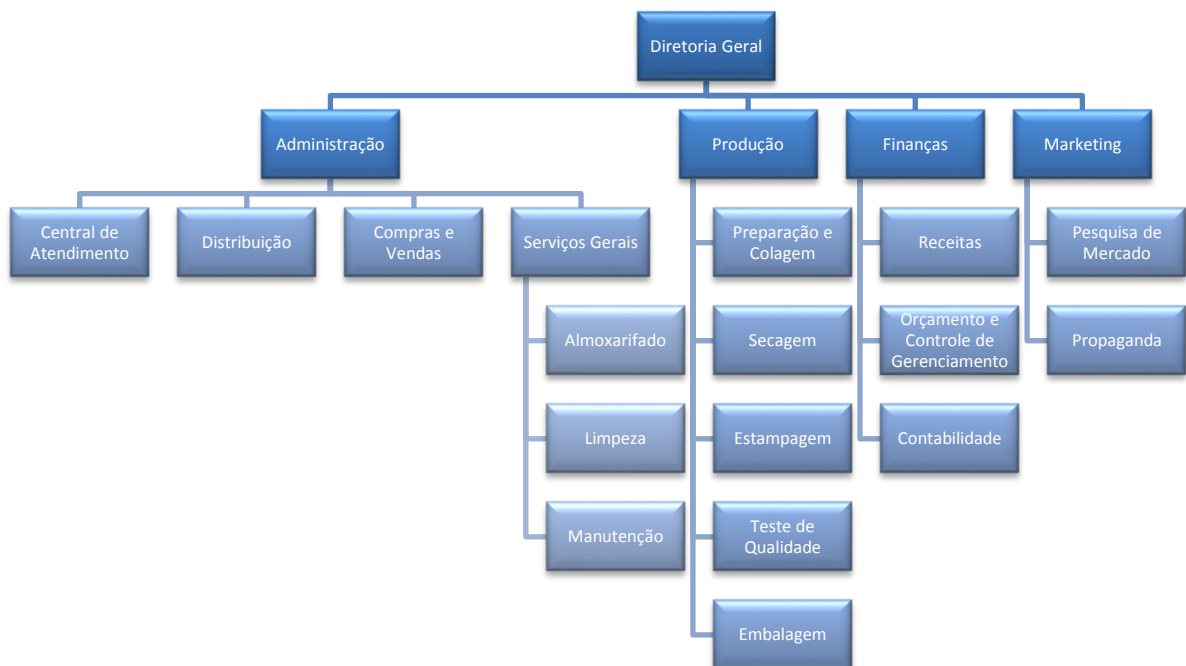 Diretoria Geral
Administração
Produção
Finanças
Marketing
Central de
Atendimento
Distribuição
Compras e
Vendas
Serviços Gerais
Almoxarifado
Limpeza
Manutenção
Preparação e
Colagem
Secagem
Estampagem
Teste de
Qualidade
Embalagem
Receitas
Orçamento e
Controle de
Gerenciamento
Contabilidade
Pesquisa de
Mercado
Propaganda